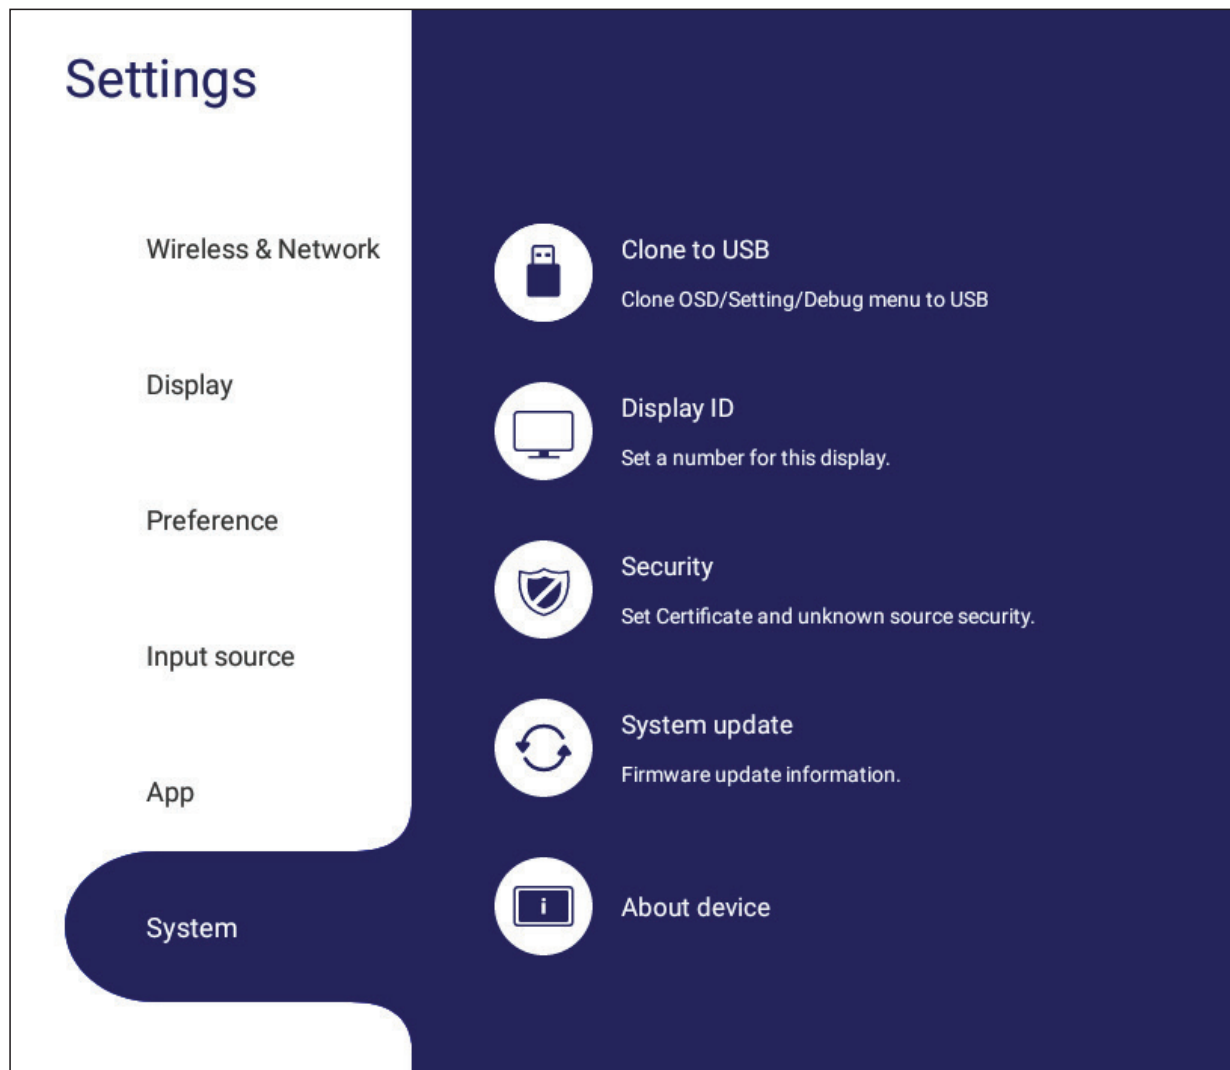 Settings
Wireless & Network
Display
Preference
Input source
App
System
Clone to USB
Clone OSD/Setting/Debug menu to USB
Display ID
Set a number for this display.
Security
Set Certificate and unknown source security.
System update
Firmware update information.
i
About device